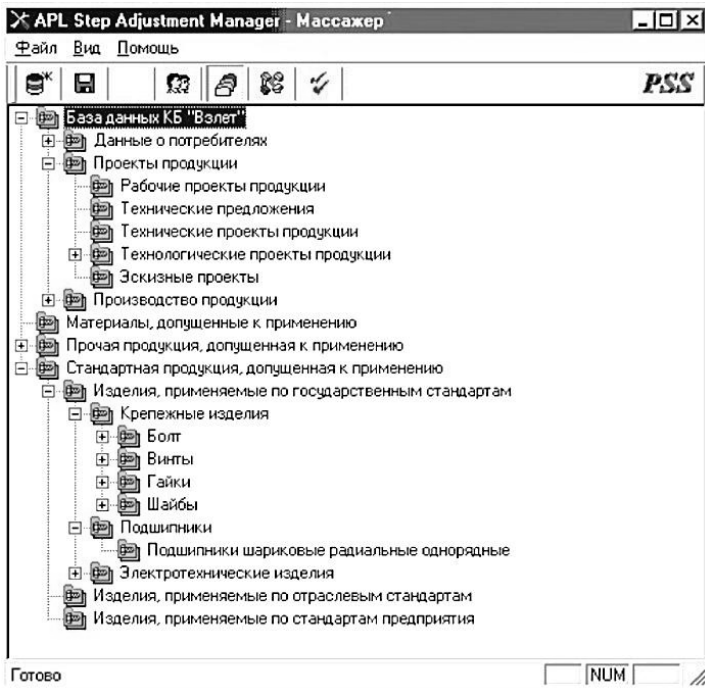 APL Step Adjustment Manager - Массажер
Файл Вид Помощь
PSS
База данных КБ "Взлет"
Данные о потребителях
Проекты продукции
Рабочие проекты продукции
Технические предложения
Технические проекты продукции
Технологические проекты продукции
Эскизные проекты
Производство продукции
Материалы, допущенные к применению
Прочая продукция, допущенная к применению
Стандартная продукция, допущенная к применению
Изделия, применяемые по государственным стандартам
Крепежные изделия
Болт
Винты
Гайки
Шайбы
Подшипники
Подшипники шариковые радиальные однорядные
Электротехнические изделия
Изделия, применяемые по отраслевым стандартам
Изделия, применяемые по стандартам предприятия
Готово NUM